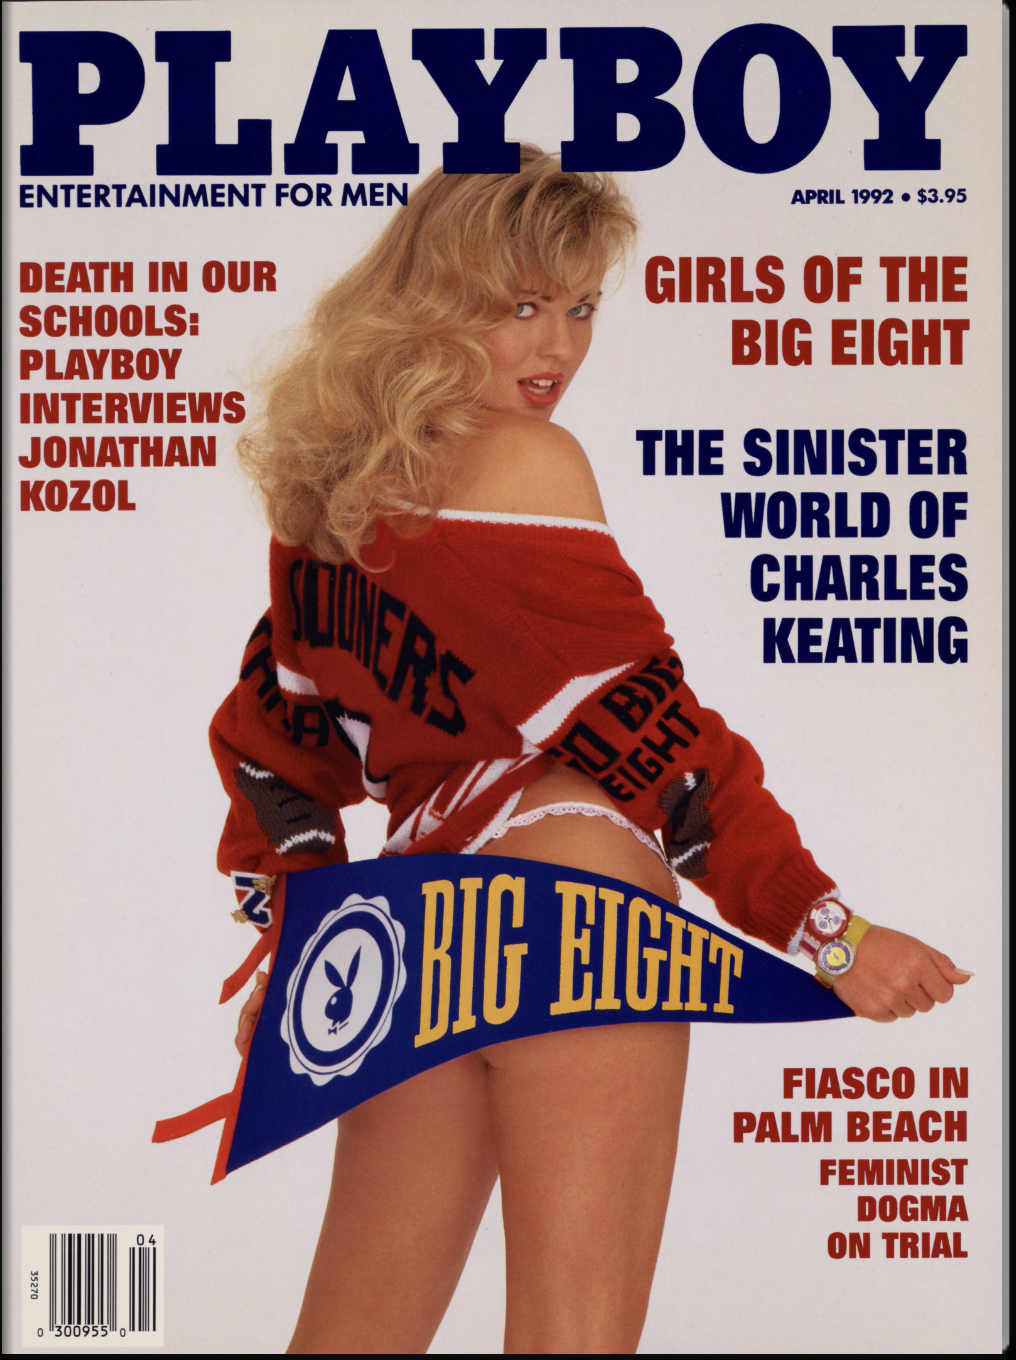 PLAYBOY
ENTERTAINMENT FOR MEN
APRIL 1992 • $3.95
DEATH IN OUR
SCHOOLS:
PLAYBOY
INTERVIEWS
JONATHAN
KOZOL
GIRLS OF THE
BIG EIGHT
THE SINISTER
WORLD OF
CHARLES
KEATING
SOONERS
GO BIG
EIGHT
BIG EIGHT
FIASCO IN
PALM BEACH
FEMINIST
DOGMA
ON TRIAL
04
35270
0 300955 0